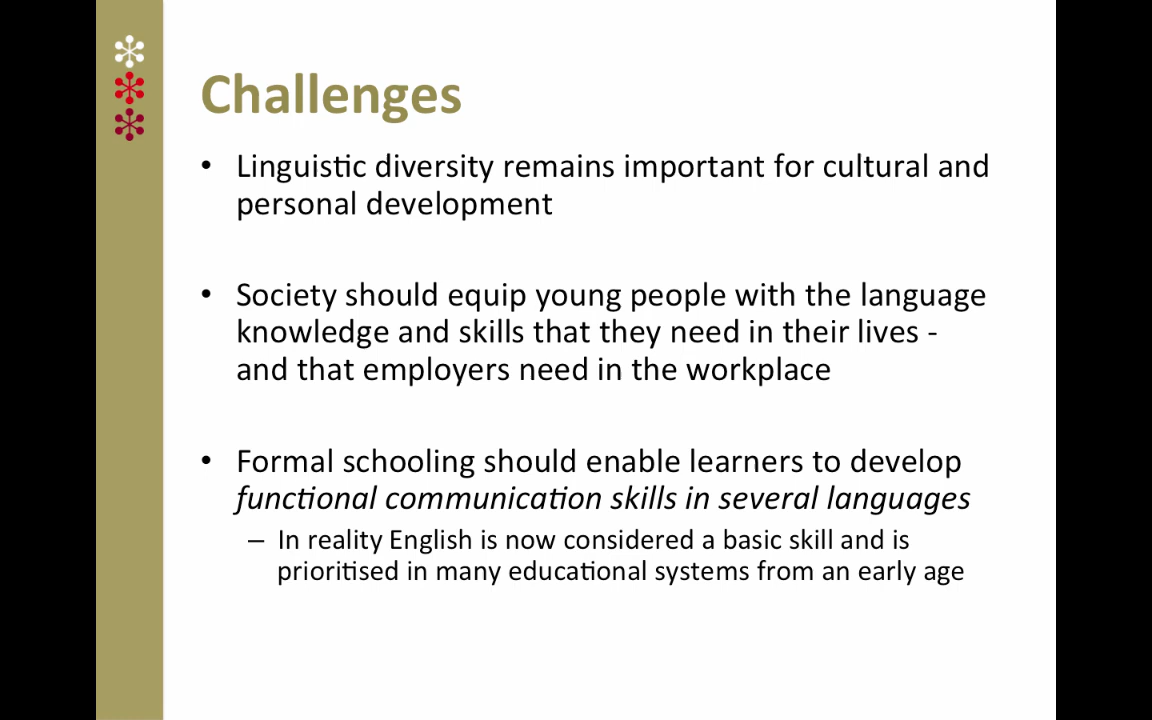 Challenges
• Linguistic diversity remains important for cultural and
personal development
• Society should equip young people with the language
knowledge and skills that they need in their lives -
and that employers need in the workplace
• Formal schooling should enable learners to develop
functional communication skills in several languages
– In reality English is now considered a basic skill and is
prioritised in many educational systems from an early age